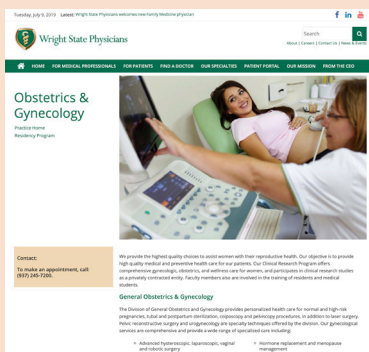 Tuesday, July 9, 2019 Latest: Wright State Physicians welcomes new Family Medicine physician
Wright State Physicians
Search
About | Careers | Contact Us | News & Events
HOME FOR MEDICAL PROFESSIONALS FOR PATIENTS FIND A DOCTOR OUR SPECIALTIES PATIENT PORTAL OUR MISSION FROM THE CEO
Obstetrics &
Gynecology
Practice Home
Residency Program
Contact:
To make an appointment, call:
(937) 245-7200.
We provide the highest quality choices to assist women with their reproductive health. Our objective is to provide
high quality medical and preventive health care for our patients. Our Clinical Research Program offers
comprehensive gynecologic, obstetrics, and wellness care for women, and participates in clinical research studies
as a privately contracted entity. Faculty members also are involved in the training of residents and medical
students.
General Obstetrics & Gynecology
The Division of General Obstetrics and Gynecology provides personalized health care for normal and high-risk
pregnancies, tubal and postpartum sterilization, colposcopy and pelviscopy procedures, in addition to laser surgery.
Pelvic reconstructive surgery and urogynecology are specialty techniques offered by the division. Our gynecological
services are comprehensive and provide a wide range of specialized care including:
Advanced hysteroscopic, laparoscopic, vaginal
and robotic surgery
Hormone replacement and menopause
management